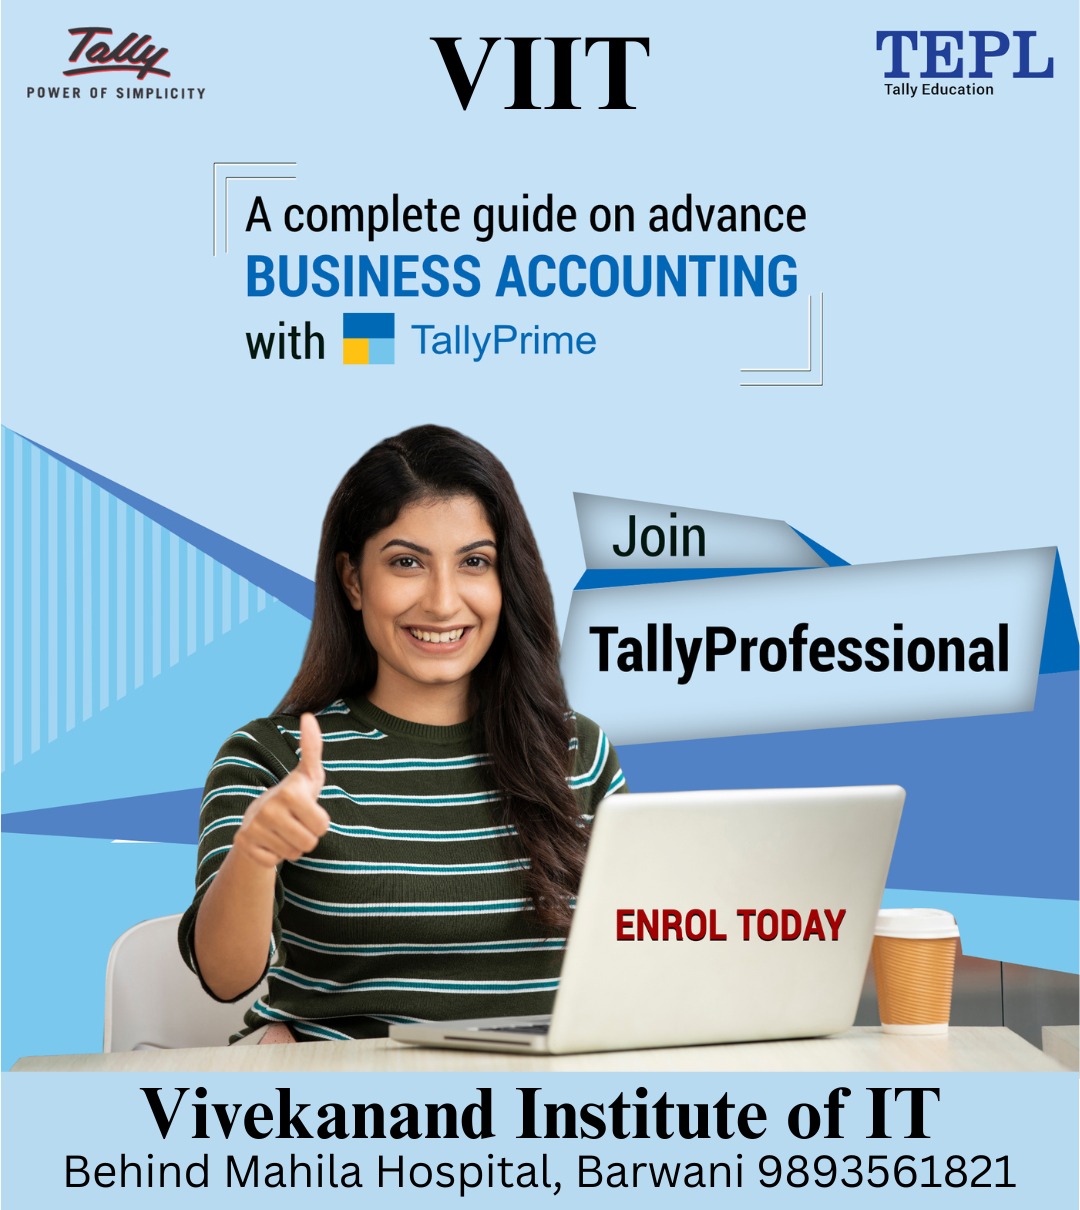 Tally
POWER OF SIMPLICITY
VIIT
TEPL
Tally Education
A complete guide on advance
BUSINESS ACCOUNTING
with TallyPrime
Join
TallyProfessional
ENROL TODAY
Vivekanand Institute of IT
Behind Mahila Hospital, Barwani 9893561821